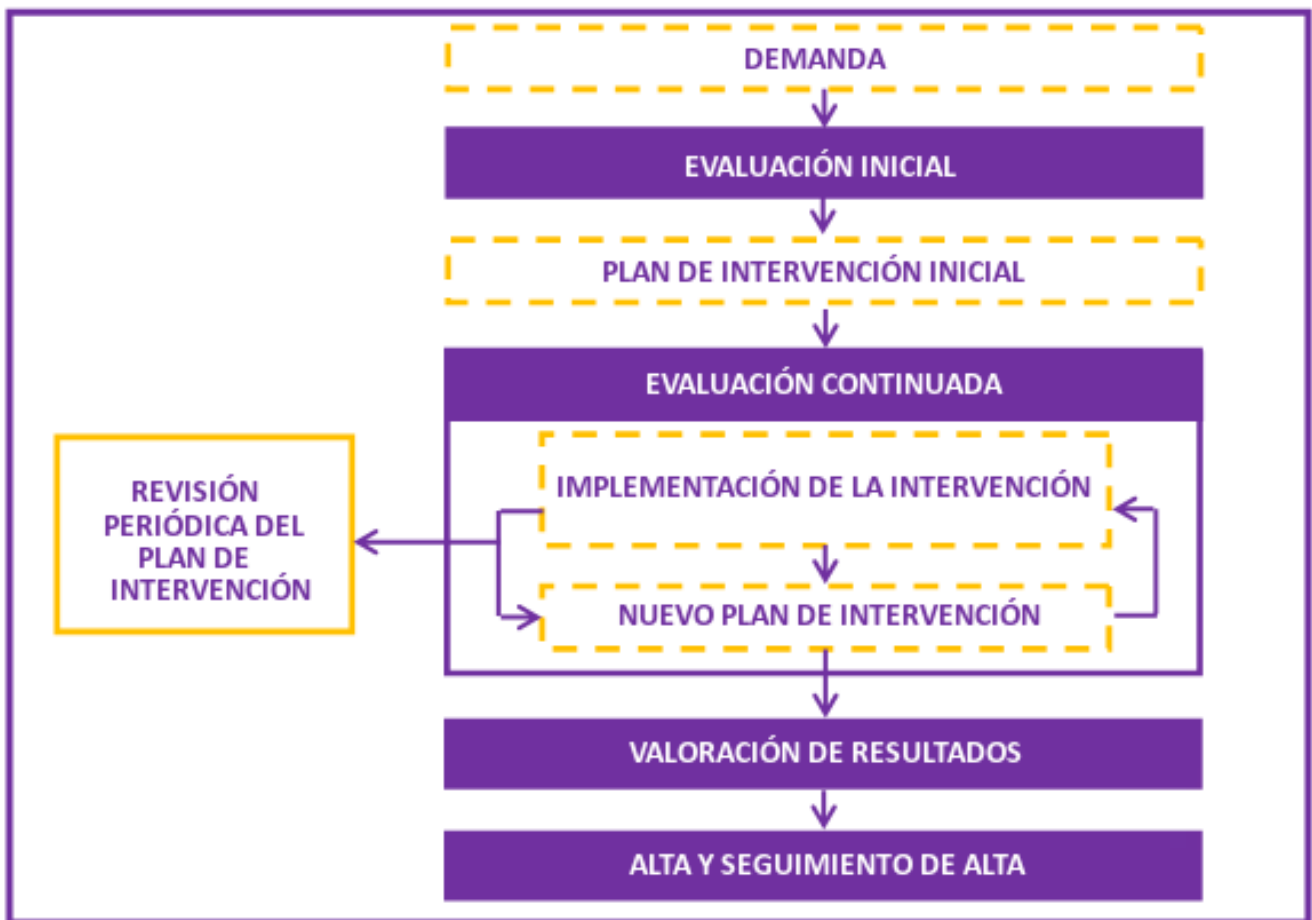 DEMANDA
EVALUACIÓN INICIAL
PLAN DE INTERVENCIÓN INICIAL
EVALUACIÓN CONTINUADA
IMPLEMENTACIÓN DE LA INTERVENCIÓN
REVISIÓN
PERIÓDICA DEL
PLAN DE
INTERVENCIÓN
NUEVO PLAN DE INTERVENCIÓN
VALORACIÓN DE RESULTADOS
ALTA Y SEGUIMIENTO DE ALTA